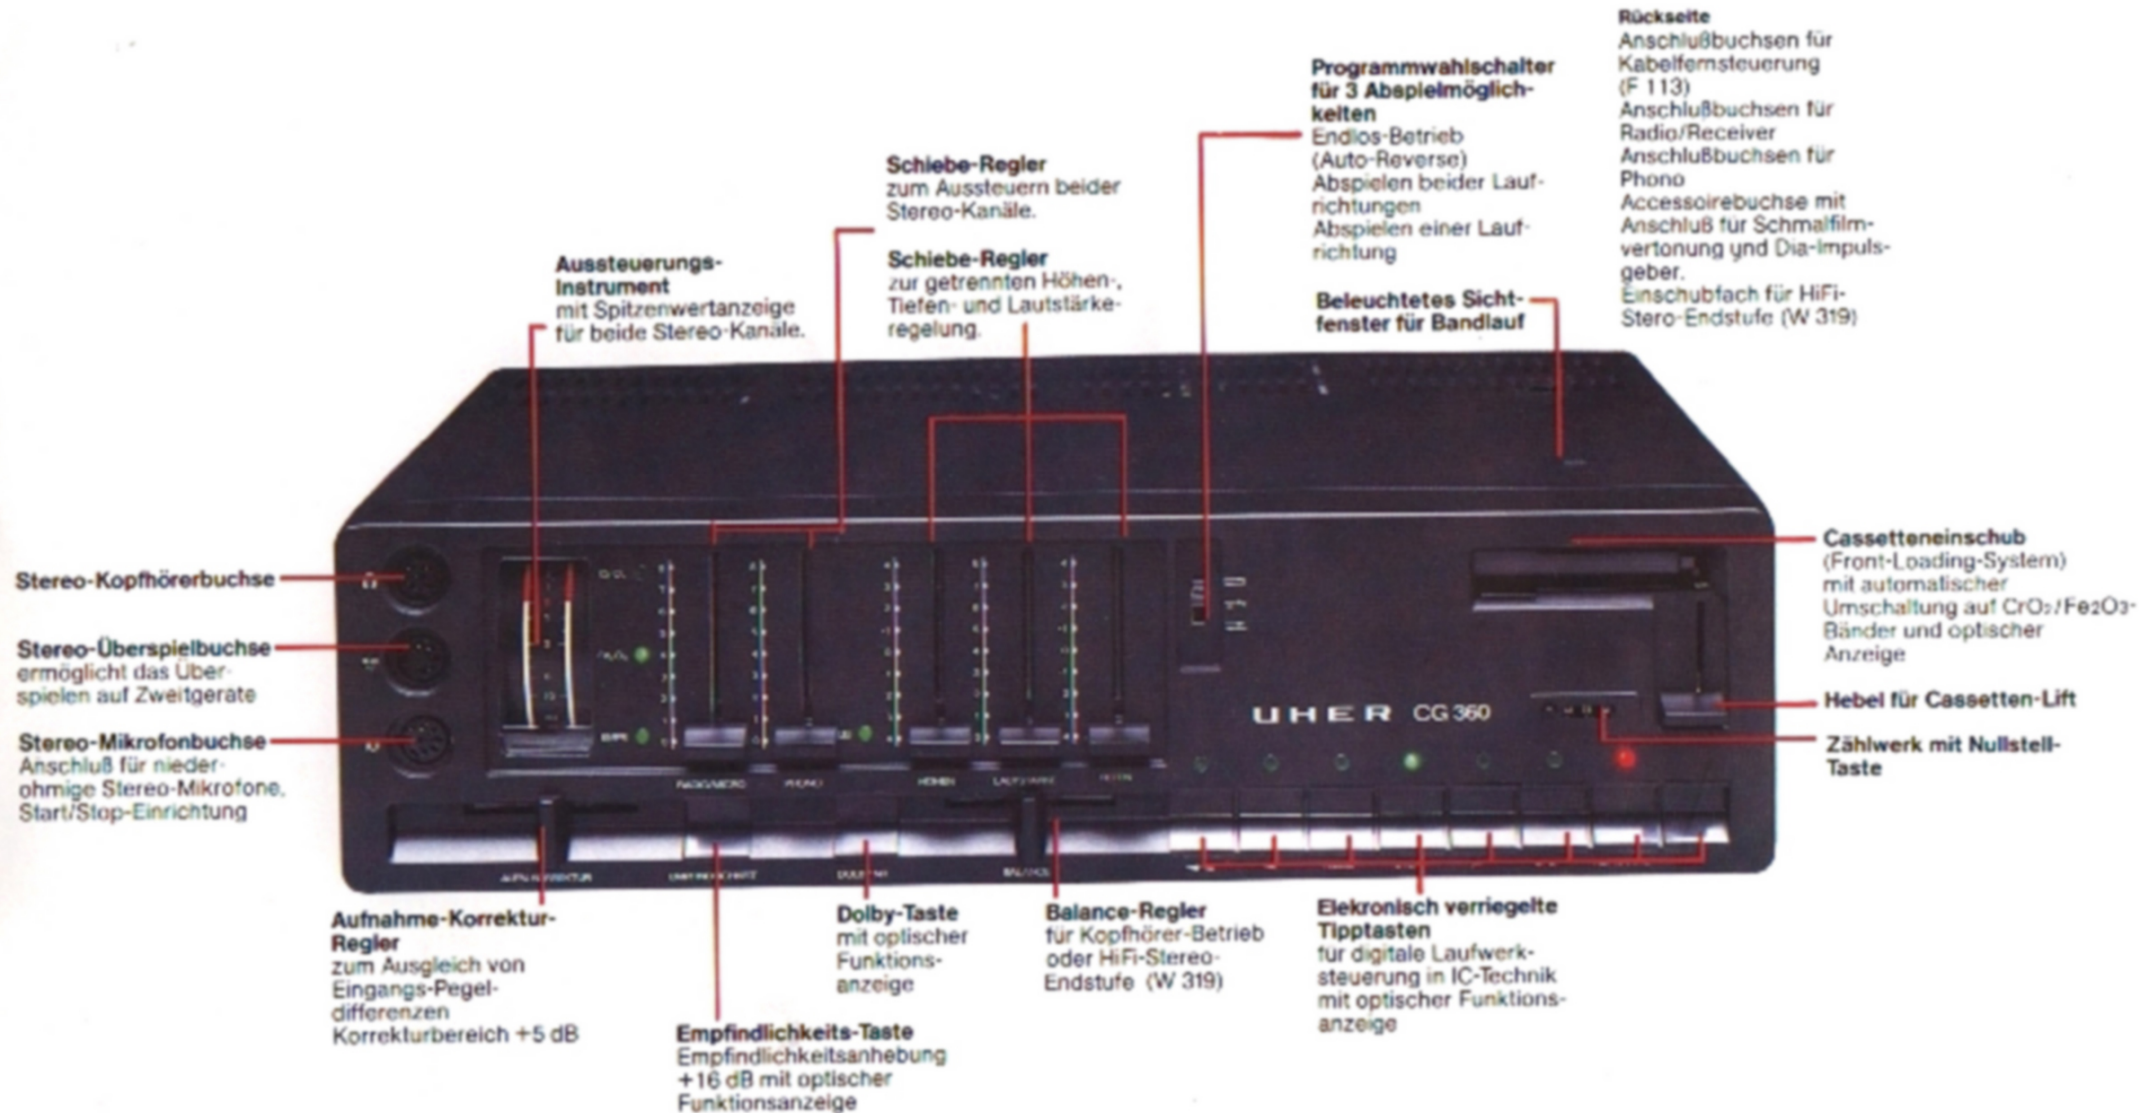 Rückseite
Anschlußbuchsen für
Kabelfernsteuerung
(F 113)
Anschlußbuchsen für
Radio/Receiver
Anschlußbuchsen für
Phono
Accessoirebuchse mit
Anschluß für Schmalfilm-
vertonung und Dia-Impuls-
geber.
Einschubfach für HiFi-
Stero-Endstufe (W 319)
Programmwahlschalter
für 3 Abspielmöglich-
keiten
Endlos-Betrieb
(Auto-Reverse)
Abspielen beider Lauf-
richtungen
Abspielen einer Lauf-
richtung
Beleuchtetes Sicht-
fenster für Bandlauf
Schiebe-Regler
zum Aussteuern beider
Stereo-Kanäle.
Schiebe-Regler
zur getrennten Höhen-,
Tiefen- und Lautstärke-
regelung.
Aussteuerungs-
Instrument
mit Spitzenwertanzeige
für beide Stereo-Kanäle.
Stereo-Kopfhörerbuchse
Stereo-Überspielbuchse
ermöglicht das Über-
spielen auf Zweitgeräte
Stereo-Mikrofonbuchse
Anschluß für nieder-
ohmige Stereo-Mikrofone,
Start/Stop-Einrichtung
Cassetteneinschub
(Front-Loading-System)
mit automatischer
Umschaltung auf CrO2/Fe2O3-
Bänder und optischer
Anzeige
Hebel für Cassetten-Lift
Zählwerk mit Nullstell-
Taste
UHER CG 360
RADIO/MICRO PHONO HÖHEN LAUTSTÄRKE TIEFEN
BALANCE
Aufnahme-Korrektur-
Regler
zum Ausgleich von
Eingangs-Pegel-
differenzen
Korrekturbereich +5 dB
Empfindlichkeits-Taste
Empfindlichkeitsanhebung
+16 dB mit optischer
Funktionsanzeige
Dolby-Taste
mit optischer
Funktions-
anzeige
Balance-Regler
für Kopfhörer-Betrieb
oder HiFi-Stereo-
Endstufe (W 319)
Elekronisch verriegelte
Tipptasten
für digitale Laufwerk-
steuerung in IC-Technik
mit optischer Funktions-
anzeige